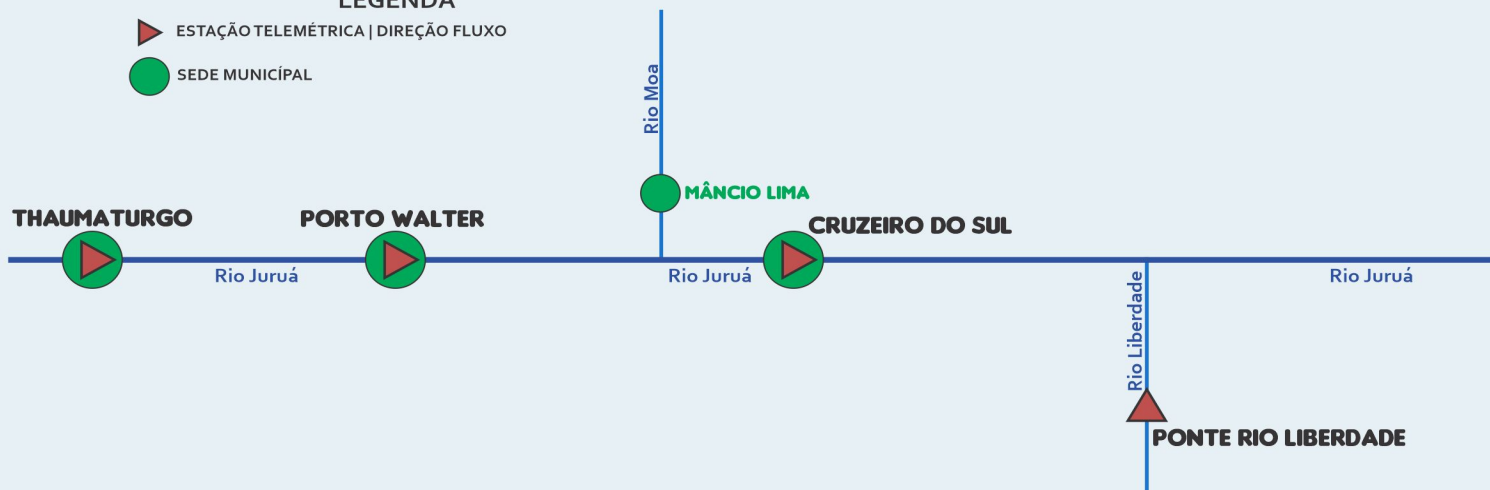 LEGENDA
ESTAÇÃO TELEMÉTRICA | DIREÇÃO FLUXO
SEDE MUNICÍPAL
Rio Moa
MÂNCIO LIMA
THAUMATURGO
PORTO WALTER
CRUZEIRO DO SUL
Rio Juruá
Rio Juruá
Rio Juruá
Rio Liberdade
PONTE RIO LIBERDADE